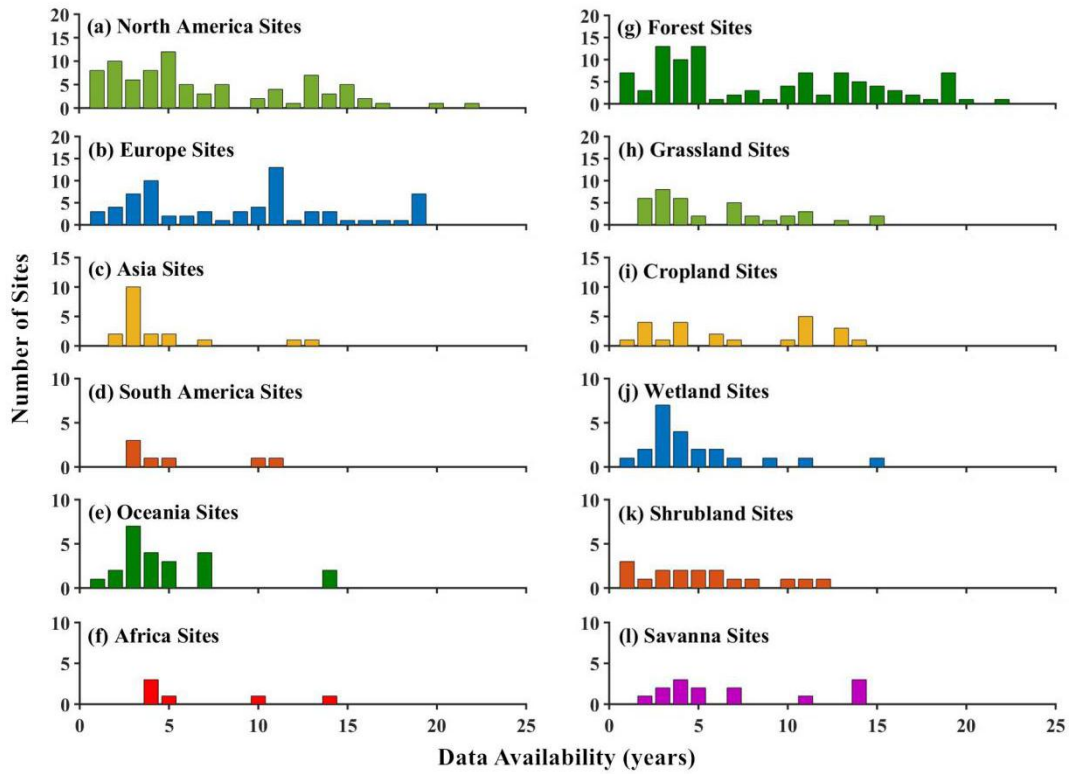 Number of Sites
(a) North America Sites
20
15
10
5
0
(b) Europe Sites
20
15
10
5
0
(c) Asia Sites
15
10
5
0
(d) South America Sites
10
5
0
(e) Oceania Sites
10
5
0
(f) Africa Sites
10
5
0
0 5 10 15 20 25
(g) Forest Sites
20
15
10
5
0
(h) Grassland Sites
20
15
10
5
0
(i) Cropland Sites
15
10
5
0
(j) Wetland Sites
10
5
0
(k) Shrubland Sites
10
5
0
(l) Savanna Sites
10
5
0
0 5 10 15 20 25
Data Availability (years)